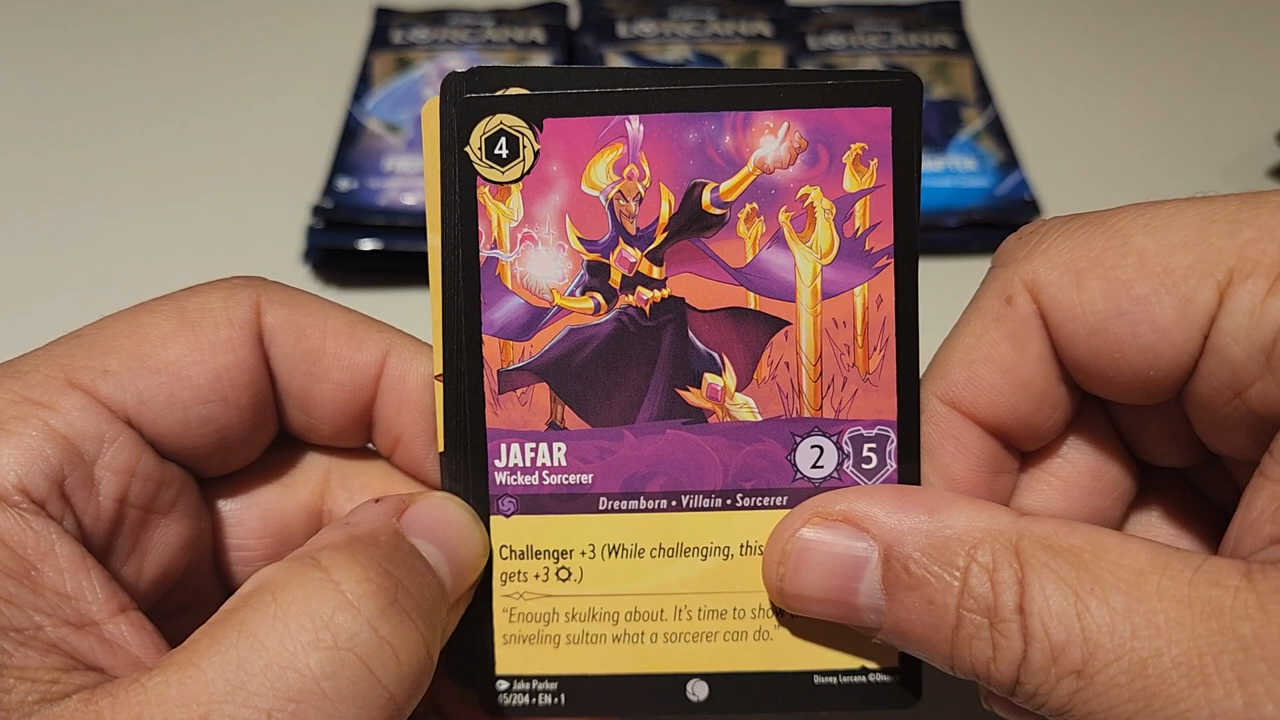 LORCANA LORCANA LORCANA
4
JAFAR
Wicked Sorcerer
2 5
Dreamborn • Villain • Sorcerer
Challenger +3 (While challenging, this
gets +3 .)
"Enough skulking about. It's time to show
sniveling sultan what a sorcerer can do."
Jake Parker
45/204 • EN • 1
Disney Lorcana ©Disn